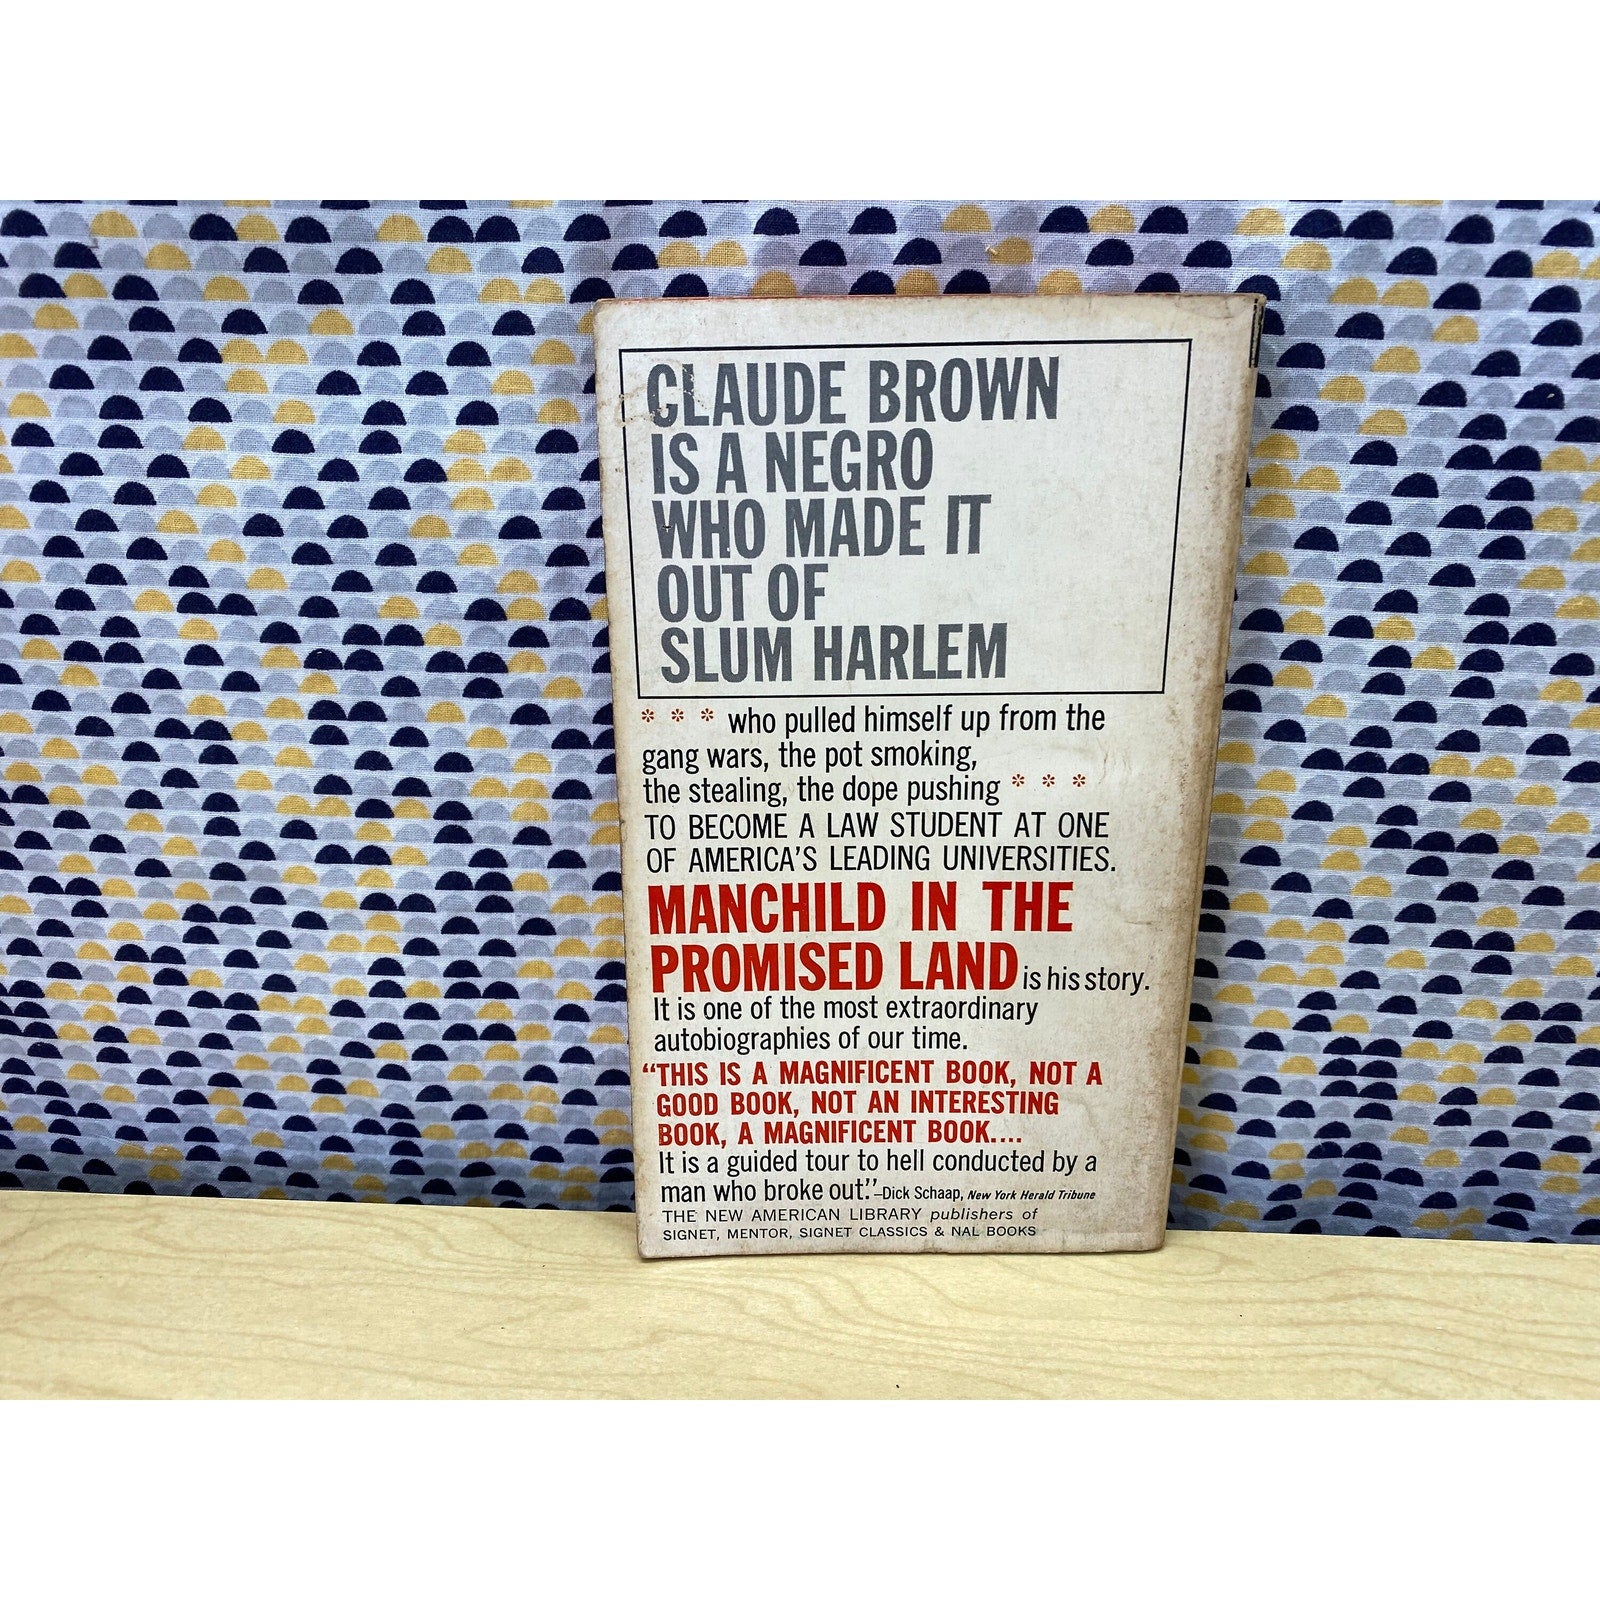 CLAUDE BROWN
IS A NEGRO
WHO MADE IT
OUT OF
SLUM HARLEM
* * * who pulled himself up from the
gang wars, the pot smoking,
the stealing, the dope pushing * * *
TO BECOME A LAW STUDENT AT ONE
OF AMERICA'S LEADING UNIVERSITIES.
MANCHILD IN THE
PROMISED LAND is his story.
It is one of the most extraordinary
autobiographies of our time.
“THIS IS A MAGNIFICENT BOOK, NOT A
GOOD BOOK, NOT AN INTERESTING
BOOK, A MAGNIFICENT BOOK....
It is a guided tour to hell conducted by a
man who broke out.”—Dick Schaap, New York Herald Tribune
THE NEW AMERICAN LIBRARY publishers of
SIGNET, MENTOR, SIGNET CLASSICS & NAL BOOKS